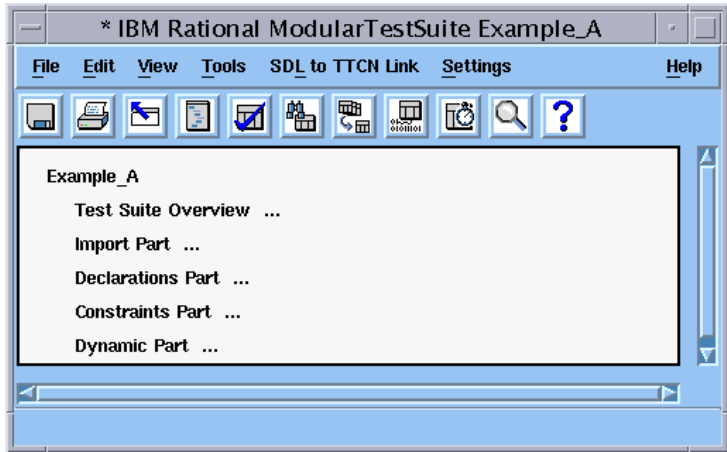 * IBM Rational ModularTestSuite Example_A
File Edit View Tools SDL to TTCN Link Settings Help
Example_A
Test Suite Overview ...
Import Part ...
Declarations Part ...
Constraints Part ...
Dynamic Part ...